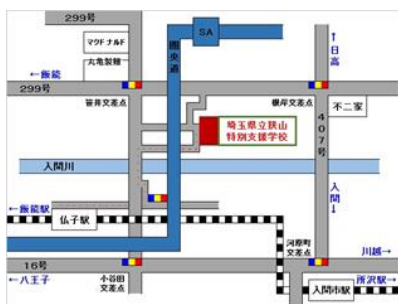 299号
SA
マクドナルド
丸亀製麺
圏央道
↑日高
←飯能
299号
笹井交差点
根岸交差点
不二家
埼玉県立狭山
特別支援学校
407号
入間川
入間↓
←飯能駅
仏子駅
河原町
交差点
川越→
16号
←八王子
小谷田
交差点
所沢駅→
入間市駅